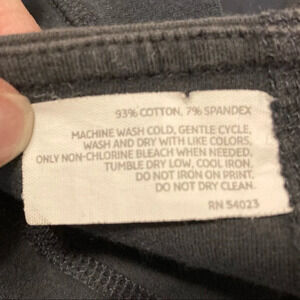 93% COTTON, 7% SPANDEX
MACHINE WASH COLD, GENTLE CYCLE,
WASH AND DRY WITH LIKE COLORS,
ONLY NON-CHLORINE BLEACH WHEN NEEDED,
TUMBLE DRY LOW, COOL IRON,
DO NOT IRON ON PRINT,
DO NOT DRY CLEAN.
RN 54023